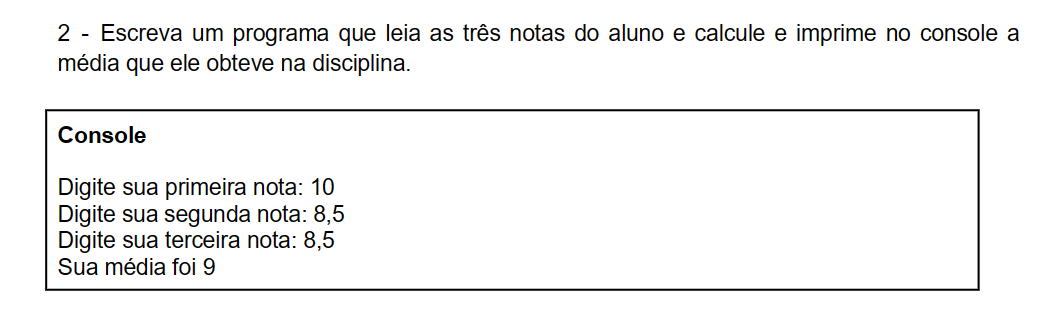 2 - Escreva um programa que leia as três notas do aluno e calcule e imprime no console a
média que ele obteve na disciplina.
Console
Digite sua primeira nota: 10
Digite sua segunda nota: 8,5
Digite sua terceira nota: 8,5
Sua média foi 9